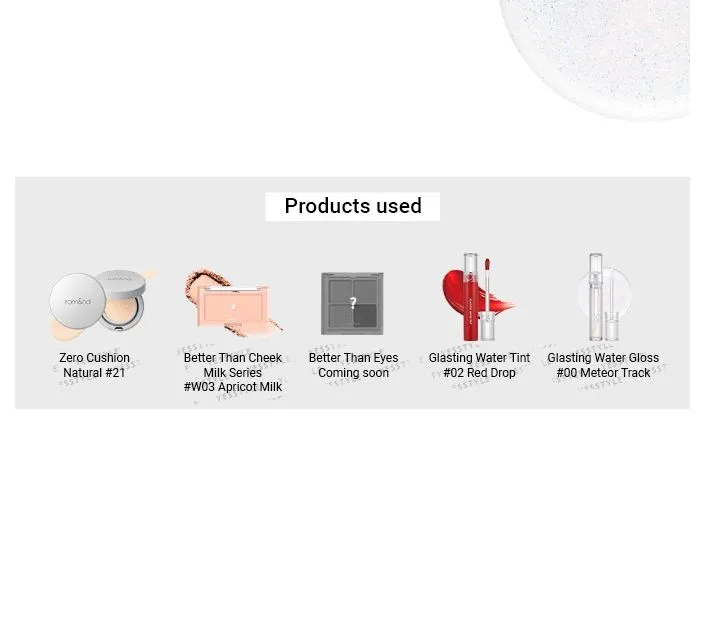 Products used
rom&nd
Zero Cushion
Natural #21
Better Than Cheek
Milk Series
#W03 Apricot Milk
?
Better Than Eyes
Coming soon
Glasting Water Tint
#02 Red Drop
Glasting Water Gloss
#00 Meteor Track
YESSTYLE